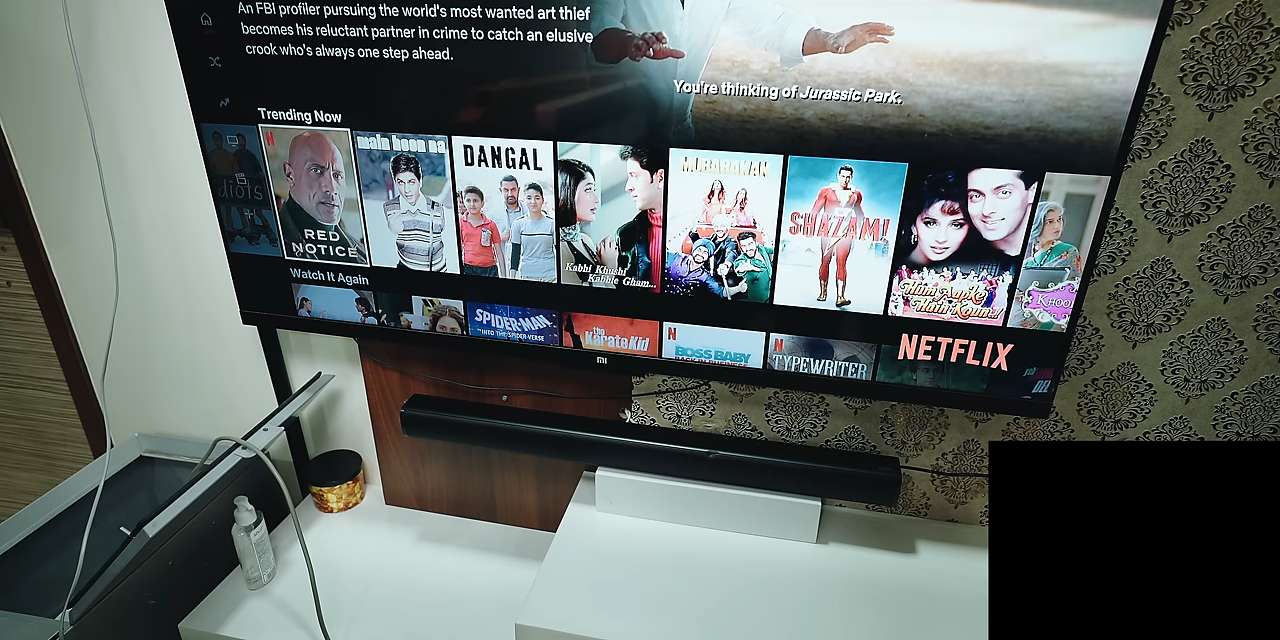 An FBI profiler pursuing the world's most wanted art thief
becomes his reluctant partner in crime to catch an elusive
crook who's always one step ahead.
You're thinking of Jurassic Park.
Trending Now
idiots
N
RED
NOTICE
main hoon na
DANGAL
Kabhi Khushi
Kabhie Gham...
MUBARAKAN
SHAZAM!
Hum Aapke
Hain Koun..!
KHOO
Watch It Again
SPIDER-MAN
INTO THE SPIDER-VERSE
the
Karate Kid
N
BOSS BABY
N
TYPEWRITER
NETFLIX
mi